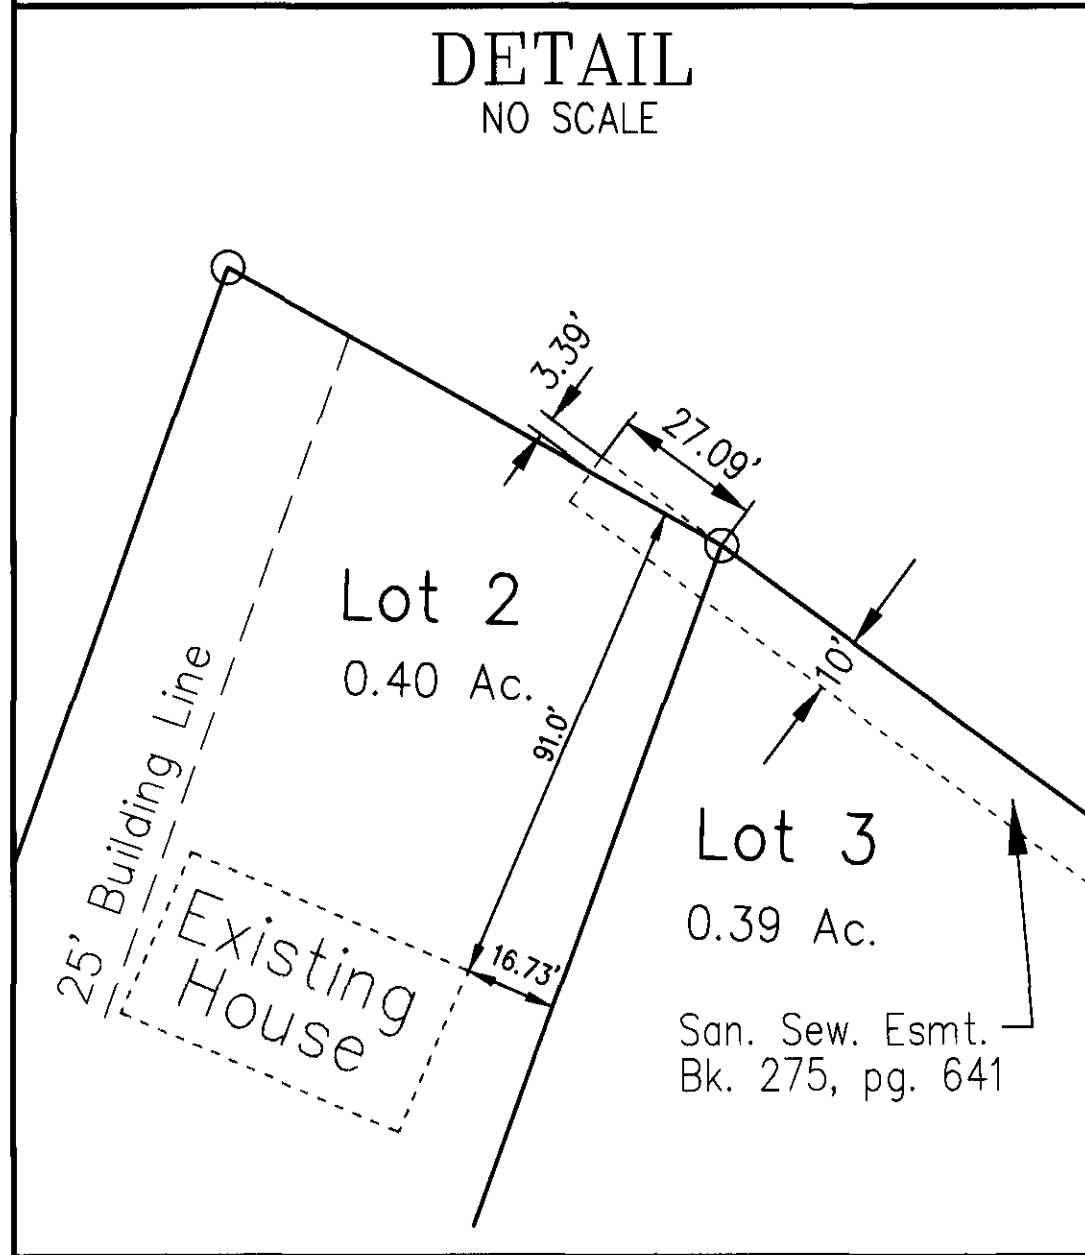 DETAIL
NO SCALE
3.39'
27.09'
Lot 2
0.40 Ac.
10'
91.0'
25' Building Line
Lot 3
0.39 Ac.
Existing
House
16.73'
San. Sew. Esmt.
Bk. 275, pg. 641